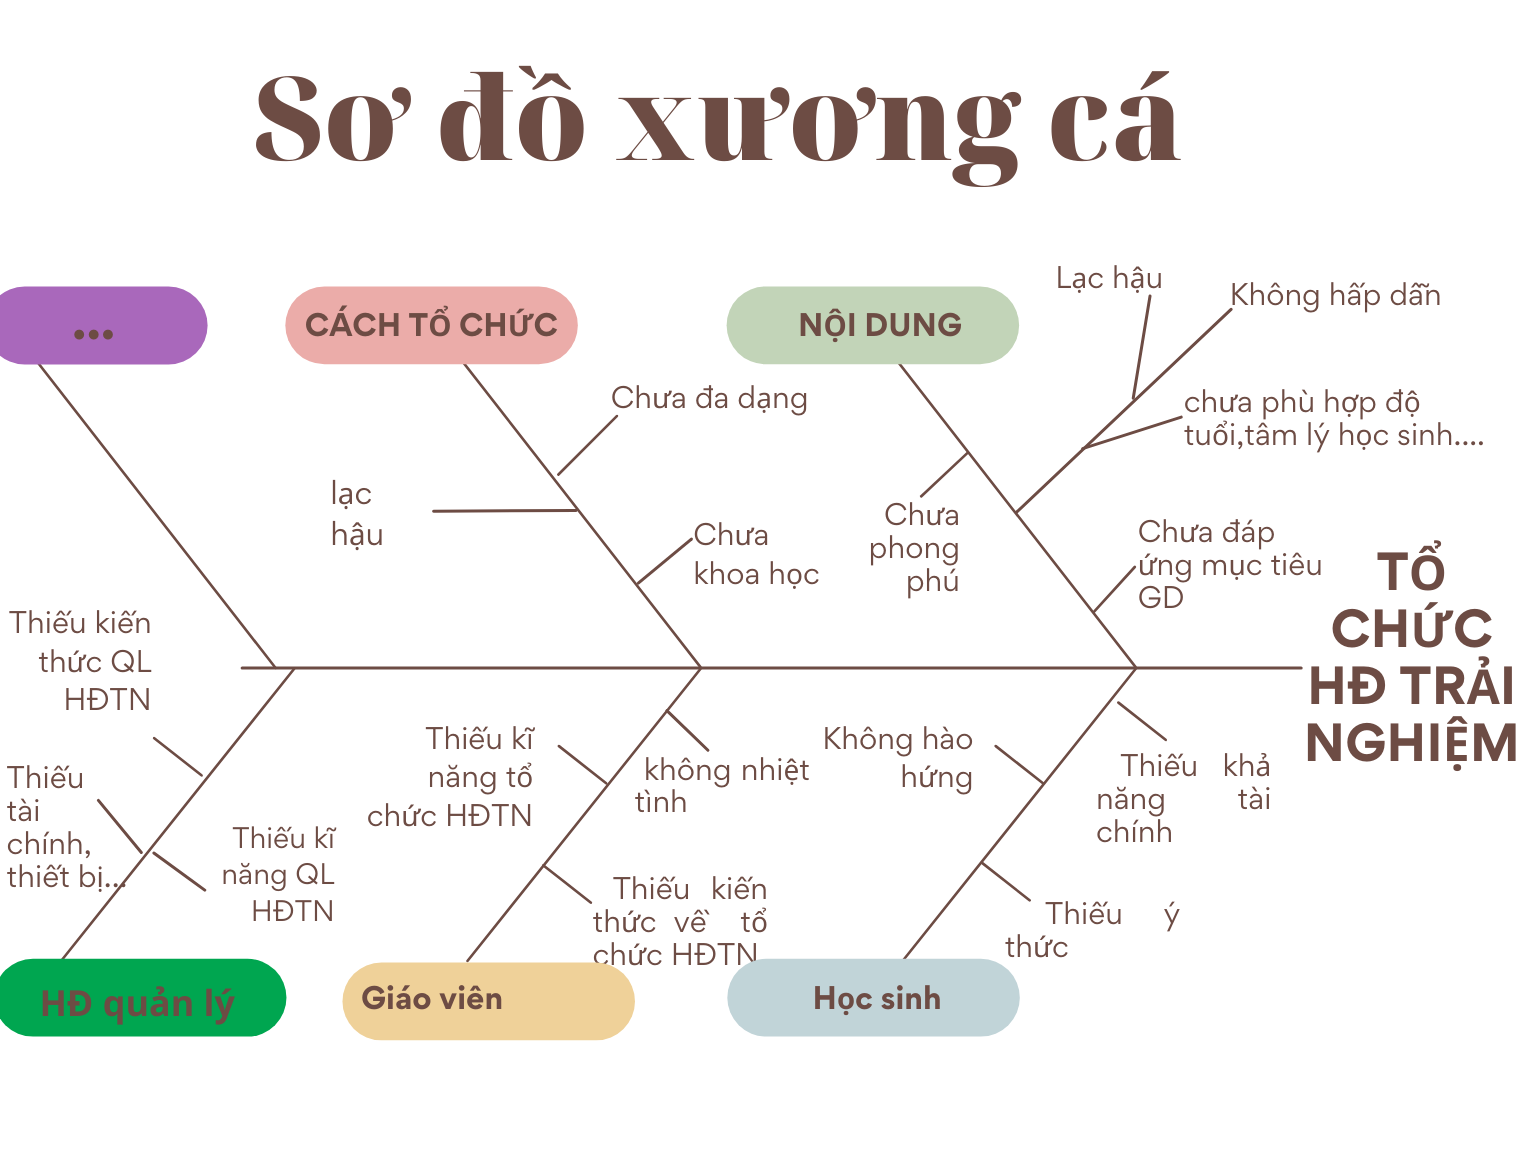 Sơ đồ xương cá
...
CÁCH TỔ CHỨC
NỘI DUNG
Lạc hậu
Không hấp dẫn
chưa phù hợp độ
tuổi,tâm lý học sinh....
Chưa đa dạng
lạc
hậu
Chưa
khoa học
Chưa
phong
phú
Chưa đáp
ứng mục tiêu
GD
TỔ
CHỨC
HĐ TRẢI
NGHIỆM
Thiếu kiến
thức QL
HĐTN
Thiếu
tài
chính,
thiết bị...
Thiếu kĩ
năng QL
HĐTN
Thiếu kĩ
năng tổ
chức HĐTN
không nhiệt
tình
Thiếu kiến
thức về tổ
chức HĐTN
Không hào
hứng
Thiếu khả
năng tài
chính
Thiếu ý
thức
HĐ quản lý
Giáo viên
Học sinh